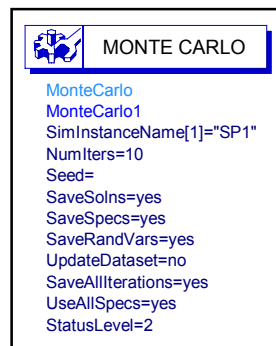 MONTE CARLO
MonteCarlo
MonteCarlo1
SimInstanceName[1]="SP1"
NumIters=10
Seed=
SaveSolns=yes
SaveSpecs=yes
SaveRandVars=yes
UpdateDataset=no
SaveAllIterations=yes
UseAllSpecs=yes
StatusLevel=2